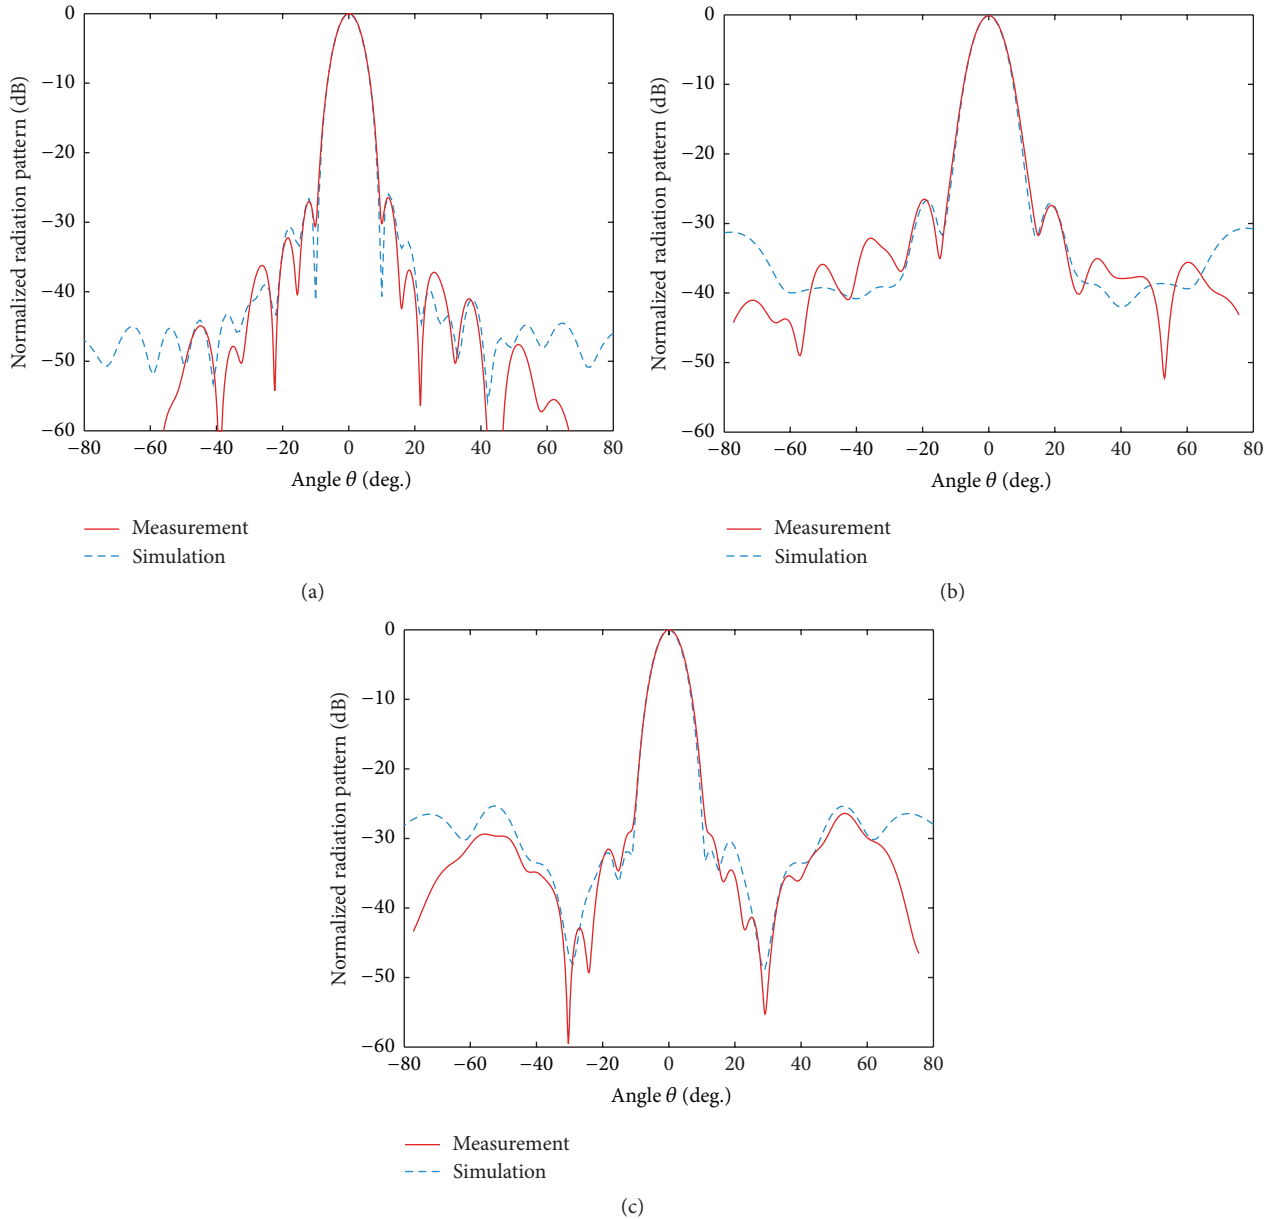 0
−10
−20
−30
−40
−50
−60
−80 −60 −40 −20 0 20 40 60 80
Normalized radiation pattern (dB)
Angle θ (deg.)
Measurement
Simulation
(a)
0
−10
−20
−30
−40
−50
−60
−80 −60 −40 −20 0 20 40 60 80
Normalized radiation pattern (dB)
Angle θ (deg.)
Measurement
Simulation
(b)
0
−10
−20
−30
−40
−50
−60
−80 −60 −40 −20 0 20 40 60 80
Normalized radiation pattern (dB)
Angle θ (deg.)
Measurement
Simulation
(c)